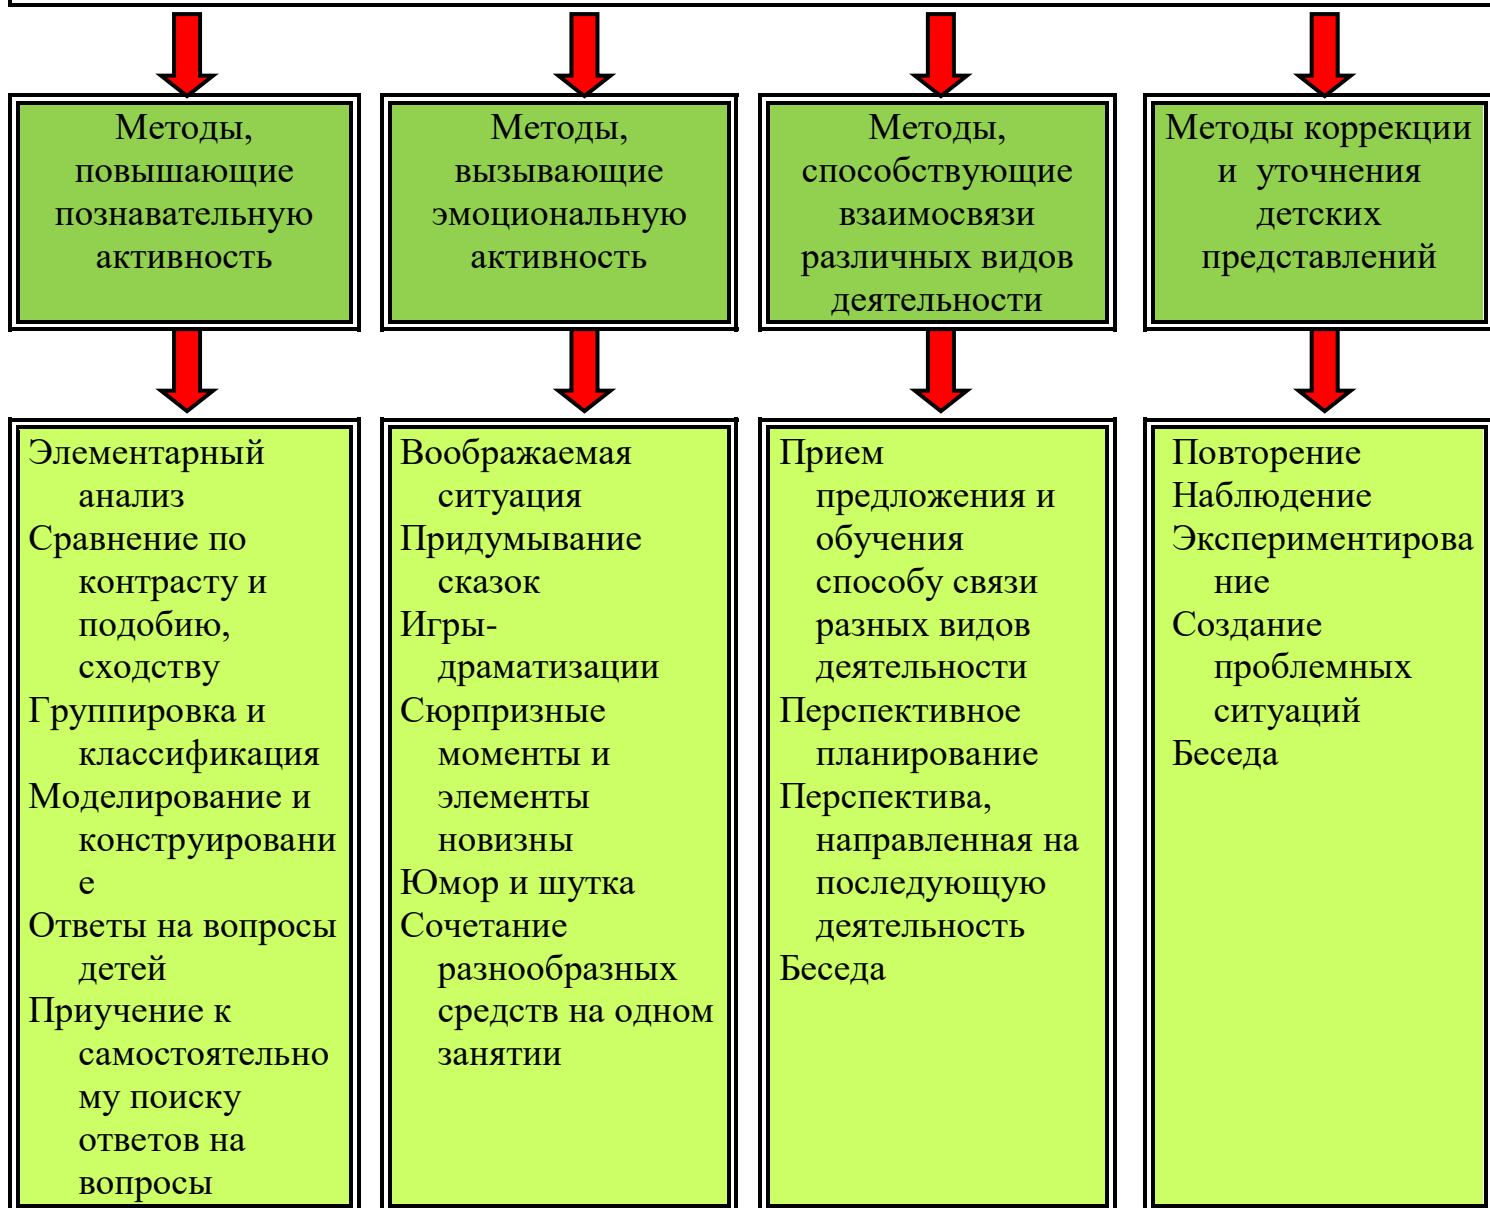 Методы,
повышающие
познавательную
активность
Методы,
вызывающие
эмоциональную
активность
Методы,
способствующие
взаимосвязи
различных видов
деятельности
Методы коррекции
и уточнения
детских
представлений
Элементарный
анализ
Сравнение по
контрасту и
подобию,
сходству
Группировка и
классификация
Моделирование и
конструировани
е
Ответы на вопросы
детей
Приучение к
самостоятельно
му поиску
ответов на
вопросы
Воображаемая
ситуация
Придумывание
сказок
Игры-
драматизации
Сюрпризные
моменты и
элементы
новизны
Юмор и шутка
Сочетание
разнообразных
средств на одном
занятии
Прием
предложения и
обучения
способу связи
разных видов
деятельности
Перспективное
планирование
Перспектива,
направленная на
последующую
деятельность
Беседа
Повторение
Наблюдение
Экспериментирова
ние
Создание
проблемных
ситуаций
Беседа